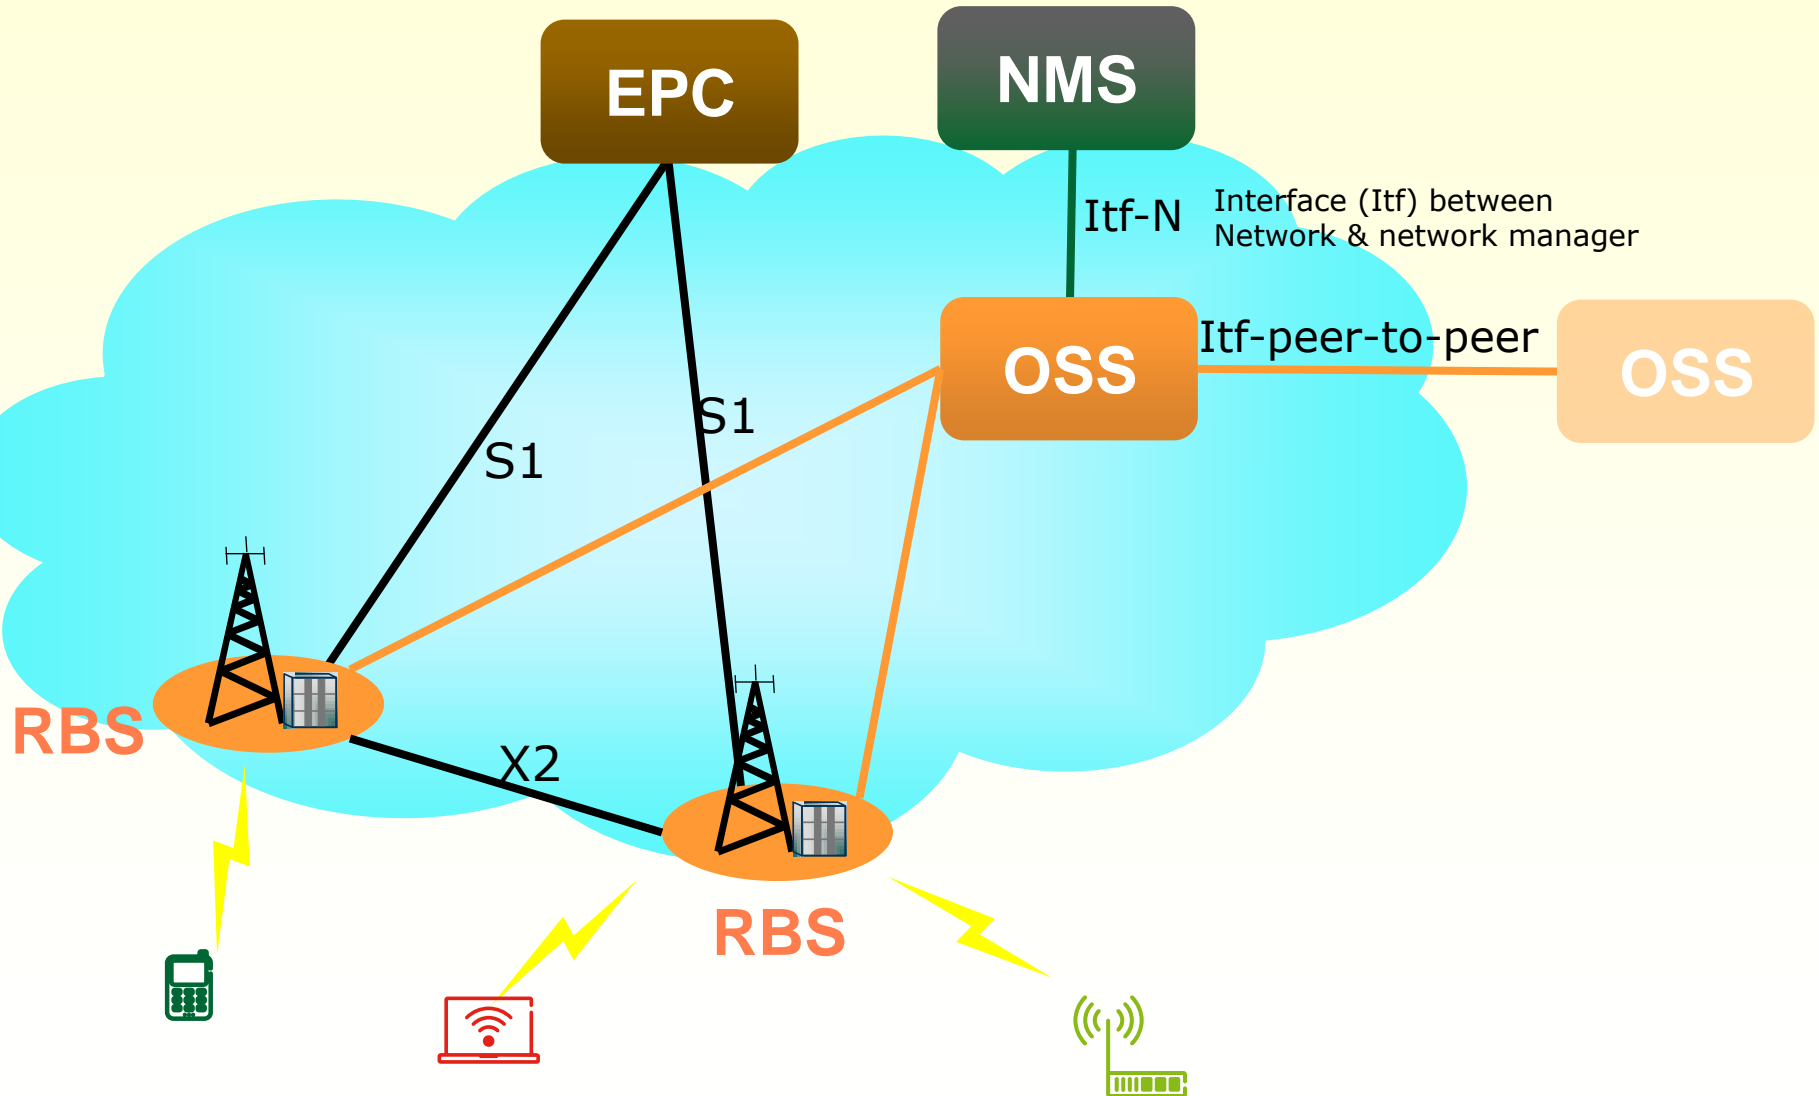 EPC
NMS
Itf-N
Interface (Itf) between
Network & network manager
OSS
Itf-peer-to-peer
OSS
S1
S1
RBS
X2
RBS